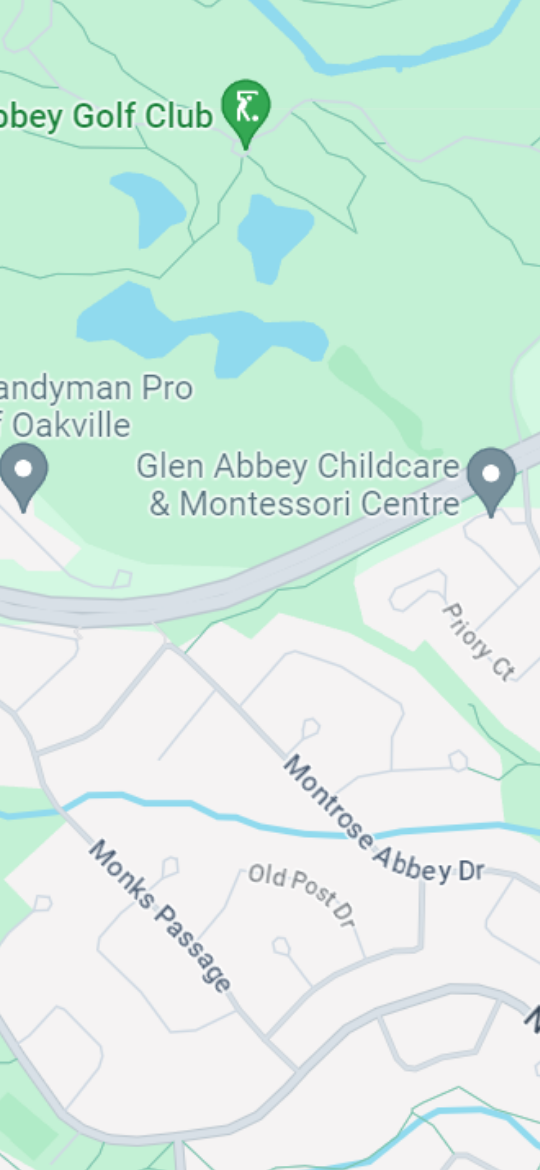 bbey Golf Club
andyman Pro
f Oakville
Glen Abbey Childcare
& Montessori Centre
Priory Ct
Montrose Abbey Dr
Monks Passage
Old Post Dr
N